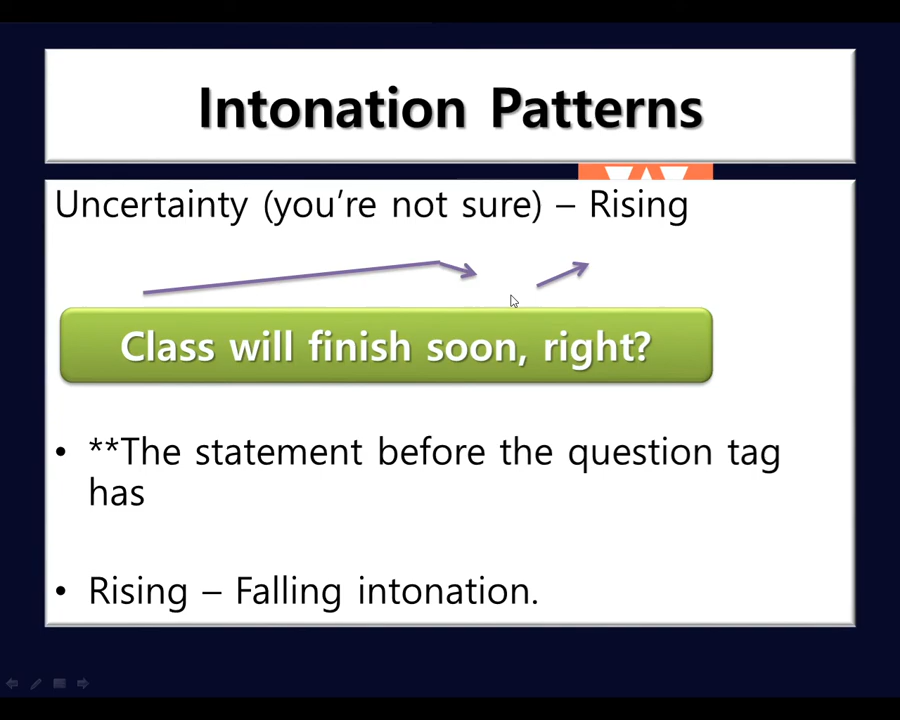 Intonation Patterns
Uncertainty (you're not sure) – Rising
Class will finish soon, right?
• **The statement before the question tag
has
• Rising – Falling intonation.